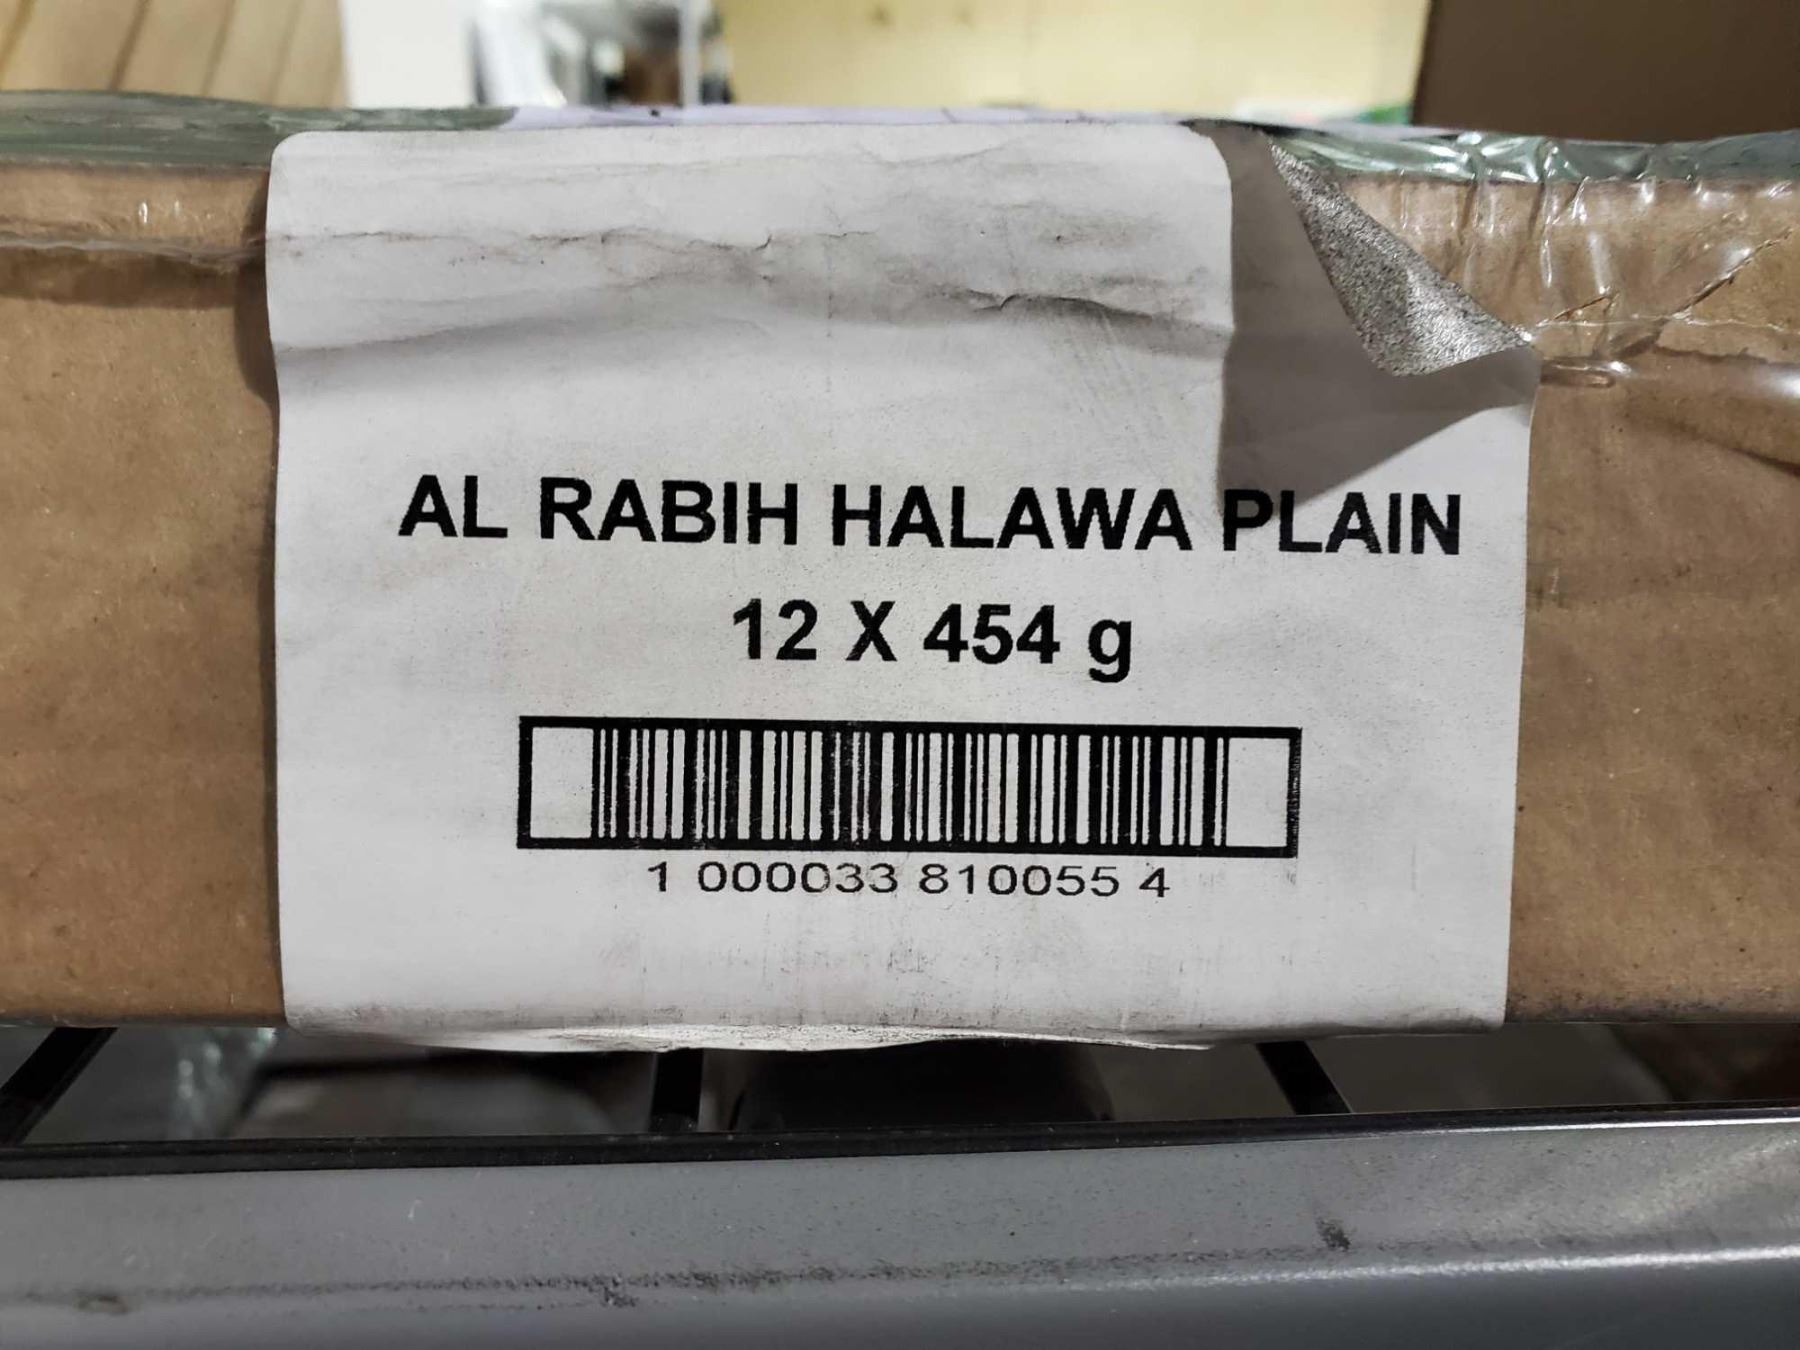 AL RABIH HALAWA PLAIN
12 X 454 g
1 000033 810055 4